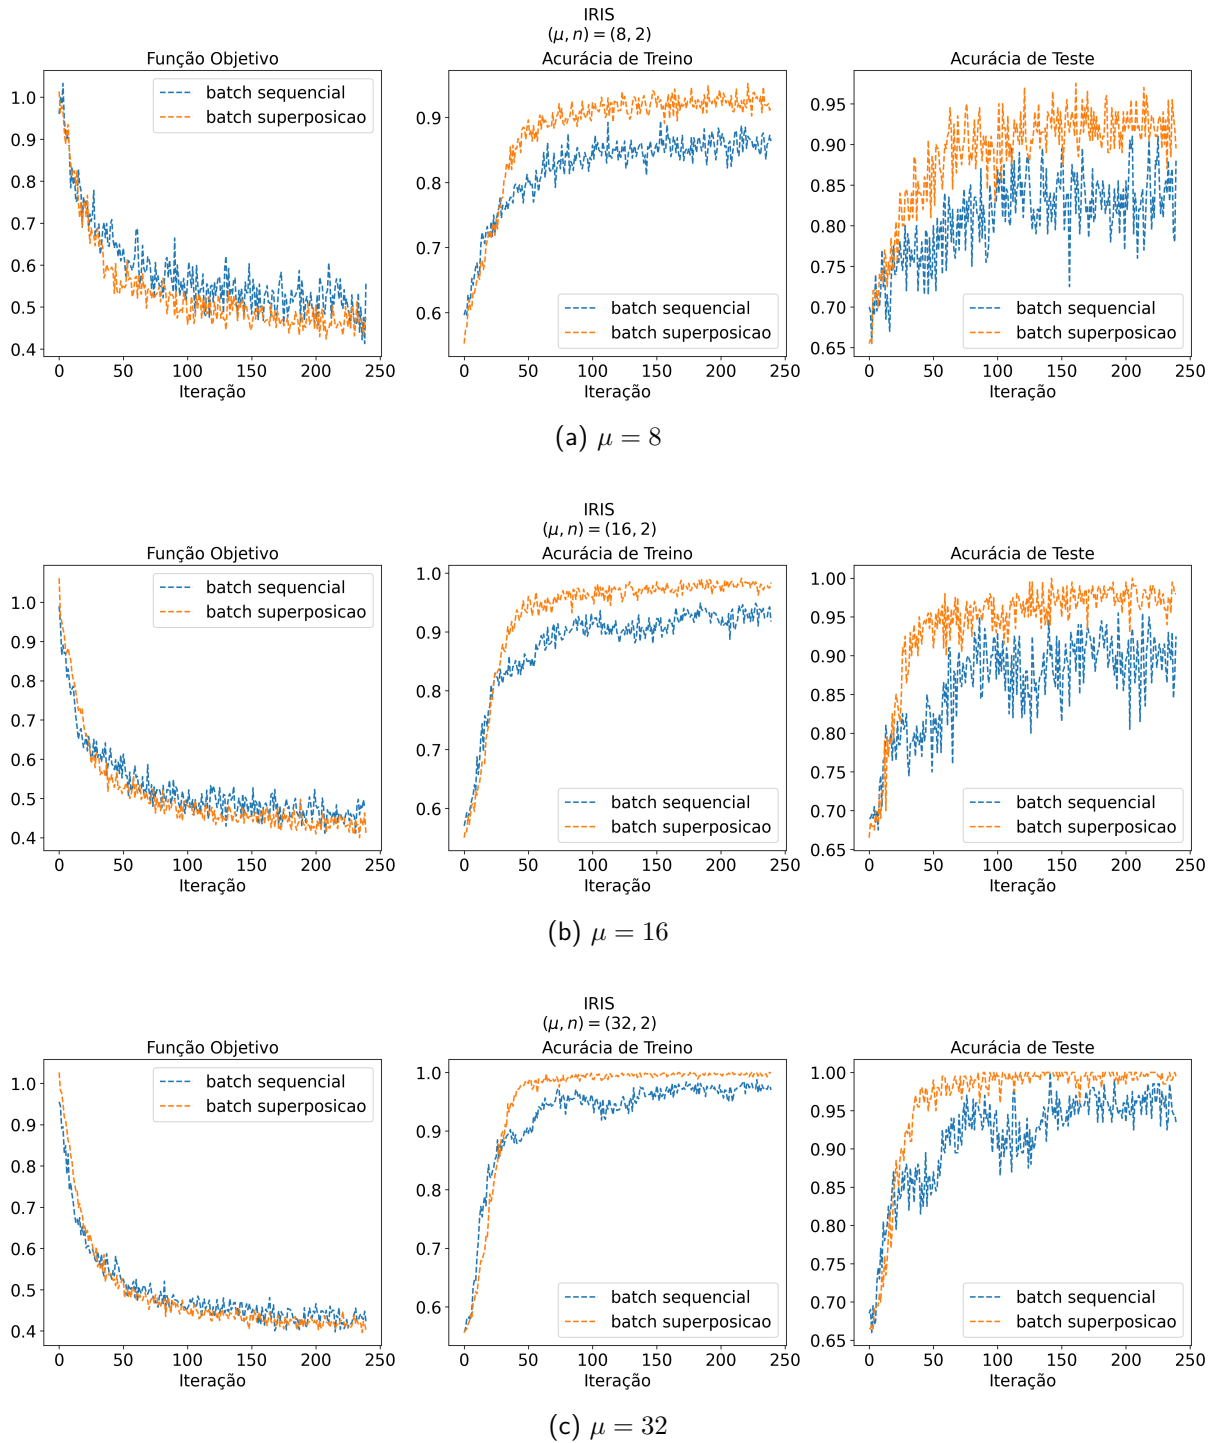 IRIS
(μ, n) = (8, 2)
Função Objetivo
1.0
0.9
0.8
0.7
0.6
0.5
0.4
0 50 100 150 200 250
Iteração
batch sequencial
batch superposicao
Acurácia de Treino
0.9
0.8
0.7
0.6
0 50 100 150 200 250
Iteração
batch sequencial
batch superposicao
Acurácia de Teste
0.95
0.90
0.85
0.80
0.75
0.70
0.65
0 50 100 150 200 250
Iteração
batch sequencial
batch superposicao
(a) μ = 8
IRIS
(μ, n) = (16, 2)
Função Objetivo
1.0
0.9
0.8
0.7
0.6
0.5
0.4
0 50 100 150 200 250
Iteração
batch sequencial
batch superposicao
Acurácia de Treino
1.0
0.9
0.8
0.7
0.6
0 50 100 150 200 250
Iteração
batch sequencial
batch superposicao
Acurácia de Teste
1.00
0.95
0.90
0.85
0.80
0.75
0.70
0.65
0 50 100 150 200 250
Iteração
batch sequencial
batch superposicao
(b) μ = 16
IRIS
(μ, n) = (32, 2)
Função Objetivo
1.0
0.9
0.8
0.7
0.6
0.5
0.4
0 50 100 150 200 250
Iteração
batch sequencial
batch superposicao
Acurácia de Treino
1.0
0.9
0.8
0.7
0.6
0 50 100 150 200 250
Iteração
batch sequencial
batch superposicao
Acurácia de Teste
1.00
0.95
0.90
0.85
0.80
0.75
0.70
0.65
0 50 100 150 200 250
Iteração
batch sequencial
batch superposicao
(c) μ = 32